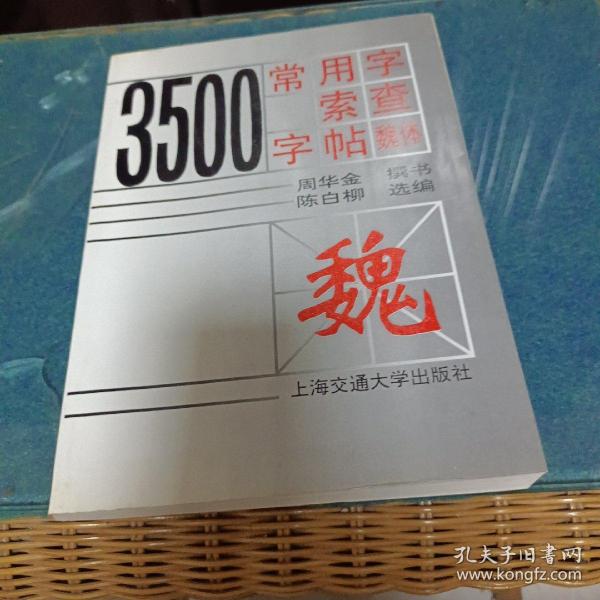 3500
常用字
索查
字帖
魏体
周华金 撰书
陈白柳 选编
魏
上海交通大学出版社
孔夫子旧书网
www.kongfz.com